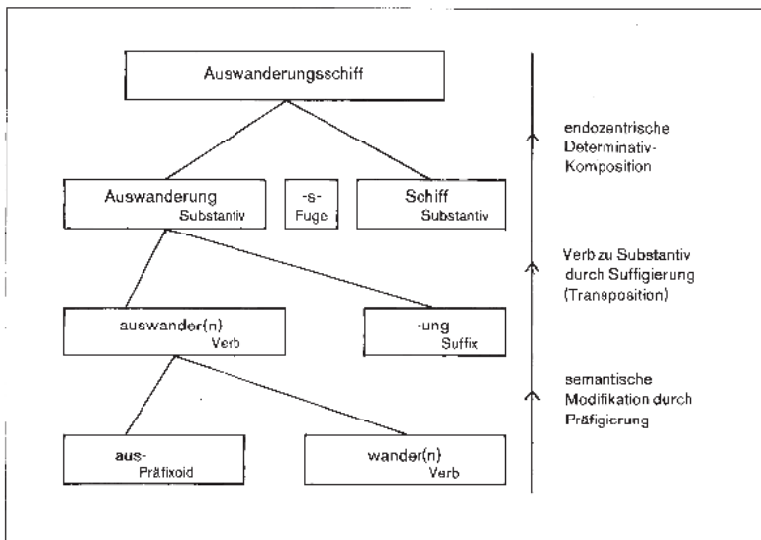 Auswanderungsschiff
endozentrische
Determinativ-
Komposition
Auswanderung
Substantiv
-s-
Fuge
Schiff
Substantiv
Verb zu Substantiv
durch Suffigierung
(Transposition)
auswander(n)
Verb
-ung
Suffix
semantische
Modifikation durch
Präfigierung
aus-
Präfixoid
wander(n)
Verb